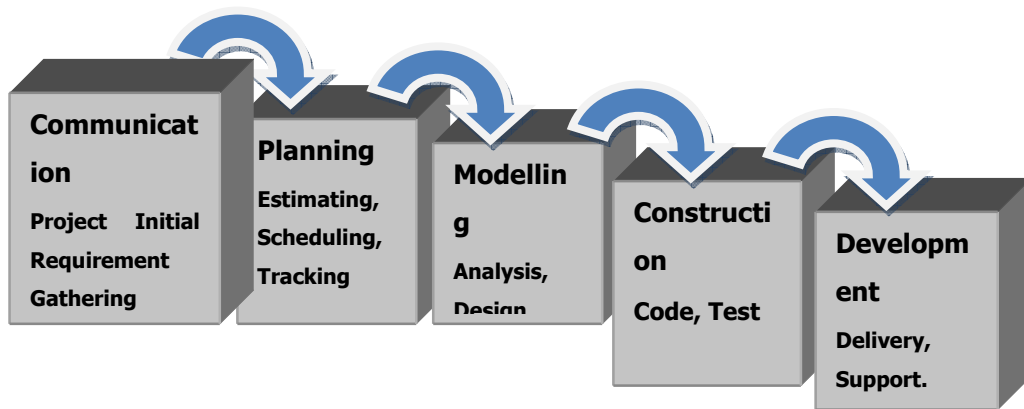 Communicat
ion
Project Initial
Requirement
Gathering
Planning
Estimating,
Scheduling,
Tracking
Modellin
g
Analysis,
Design
Constructi
on
Code, Test
Developm
ent
Delivery,
Support.